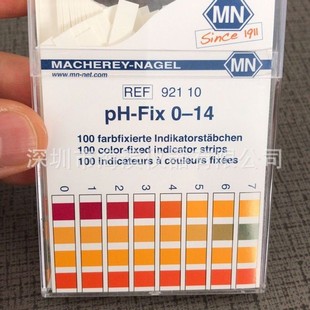 MN
Since 1911
MACHEREY-NAGEL
www.mn-net.com
MN
REF 921 10
pH-Fix 0–14
100 farbfixierte Indikatorstäbchen
100 color-fixed indicator strips
100 indicateurs à couleurs fixées
0 1 2 3 4 5 6 7